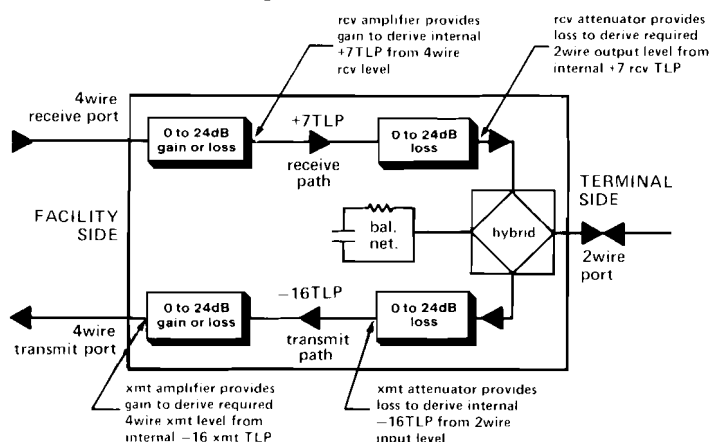 rcv amplifier provides
gain to derive internal
+7TLP from 4wire
rcv level
rcv attenuator provides
loss to derive required
2wire output level from
internal +7 rcv TLP
4wire
receive port
0 to 24dB
gain or loss
+7TLP
receive
path
0 to 24dB
loss
FACILITY
SIDE
bal.
net.
hybrid
TERMINAL
SIDE
2wire
port
4wire
transmit port
0 to 24dB
gain or loss
−16TLP
transmit
path
0 to 24dB
loss
xmt amplifier provides
gain to derive required
4wire xmt level from
internal −16 xmt TLP
xmt attenuator provides
loss to derive internal
−16TLP from 2wire
input level